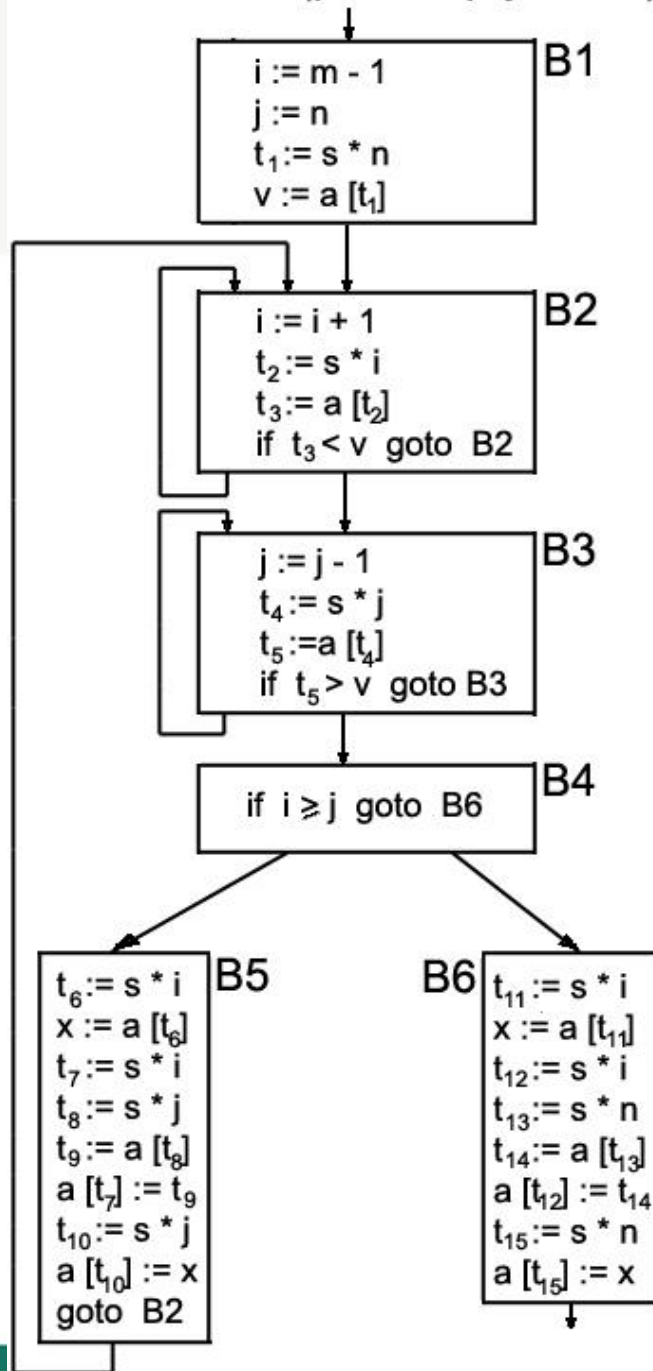 B1
i := m - 1
j := n
t₁:= s * n
v := a [t₁]
B2
i := i + 1
t₂:= s * i
t₃:= a [t₂]
if t₃< v goto B2
B3
j := j - 1
t₄:= s * j
t₅:=a [t₄]
if t₅> v goto B3
B4
if i ⩾ j goto B6
B5
t₆:= s * i
x := a [t₆]
t₇:= s * i
t₈:= s * j
t₉:= a [t₈]
a [t₇] := t₉
t₁₀:= s * j
a [t₁₀] := x
goto B2
B6
t₁₁:= s * i
x := a [t₁₁]
t₁₂:= s * i
t₁₃:= s * n
t₁₄:= a [t₁₃]
a [t₁₂] := t₁₄
t₁₅:= s * n
a [t₁₅] := x